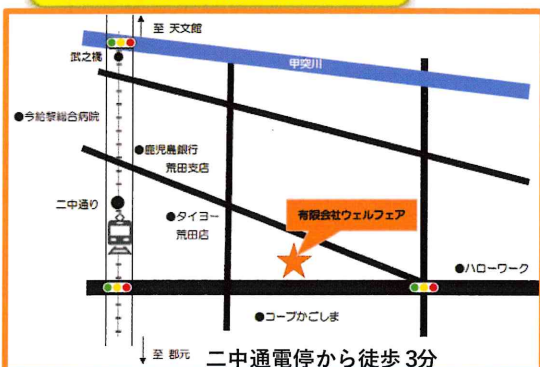 至 天文館
武之橋
甲突川
●今給黎総合病院
●鹿児島銀行
荒田支店
二中通り
●タイヨー
荒田店
有限会社ウェルフェア
●ハローワーク
●コープかごしま
至 郡元
二中通電停から徒歩3分